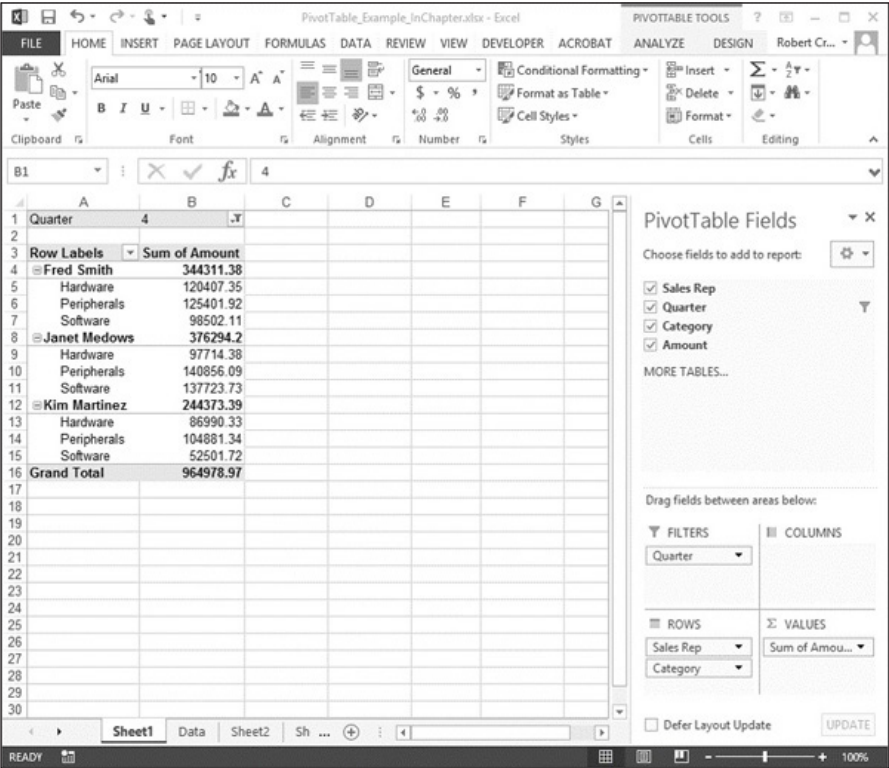 PivotTable_Example_InChapter.xlsx - Excel
PIVOTTABLE TOOLS
?
FILE HOME INSERT PAGE LAYOUT FORMULAS DATA REVIEW VIEW DEVELOPER ACROBAT ANALYZE DESIGN Robert Cr...
Paste
Arial 10
B I U
General
$ % ,
Conditional Formatting
Format as Table
Cell Styles
Insert
Delete
Format
Clipboard Font Alignment Number Styles Cells Editing
B1 fx 4
A B C D E F G
1 Quarter 4
2
3 Row Labels Sum of Amount
4 Fred Smith 344311.38
5 Hardware 120407.35
6 Peripherals 125401.92
7 Software 98502.11
8 Janet Medows 376294.2
9 Hardware 97714.38
10 Peripherals 140856.09
11 Software 137723.73
12 Kim Martinez 244373.39
13 Hardware 86990.33
14 Peripherals 104881.34
15 Software 52501.72
16 Grand Total 964978.97
17
18
19
20
21
22
23
24
25
26
27
28
29
30
PivotTable Fields
Choose fields to add to report:
Sales Rep
Quarter
Category
Amount
MORE TABLES...
Drag fields between areas below:
FILTERS COLUMNS
Quarter
ROWS Σ VALUES
Sales Rep Sum of Amou...
Category
Defer Layout Update UPDATE
Sheet1 Data Sheet2 Sh ...
READY 100%